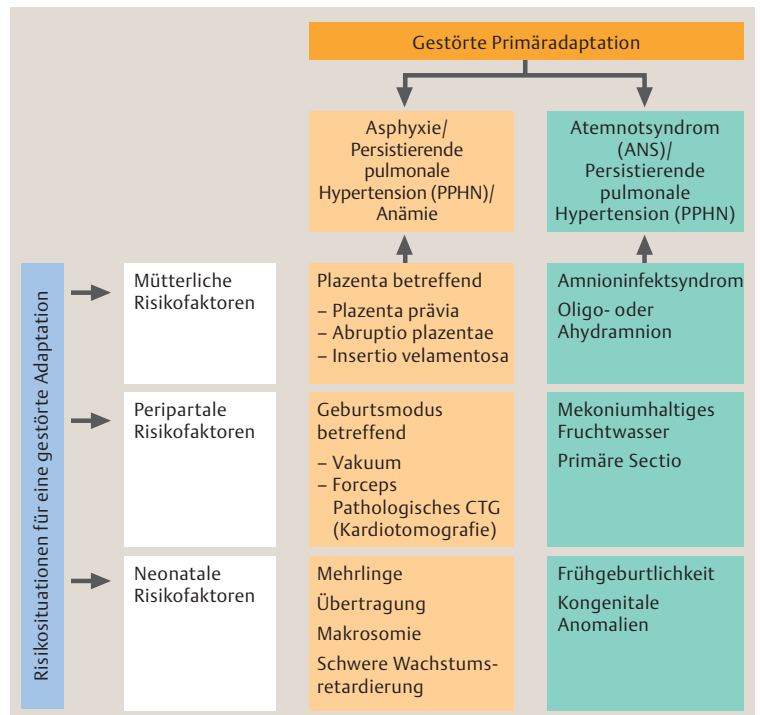 Gestörte Primäradaptation
Asphyxie/
Persistierende
pulmonale
Hypertension (PPHN)/
Anämie
Atemnotsyndrom
(ANS)/
Persistierende
pulmonale
Hypertension (PPHN)
Risikosituationen für eine gestörte Adaptation
Mütterliche
Risikofaktoren
Plazenta betreffend
– Plazenta prävia
– Abruptio plazentae
– Insertio velamentosa
Amnioninfektsyndrom
Oligo- oder
Ahydramnion
Peripartale
Risikofaktoren
Geburtsmodus
betreffend
– Vakuum
– Forceps
Pathologisches CTG
(Kardiotomografie)
Mekoniumhaltiges
Fruchtwasser
Primäre Sectio
Neonatale
Risikofaktoren
Mehrlinge
Übertragung
Makrosomie
Schwere Wachstums-
retardierung
Frühgeburtlichkeit
Kongenitale
Anomalien